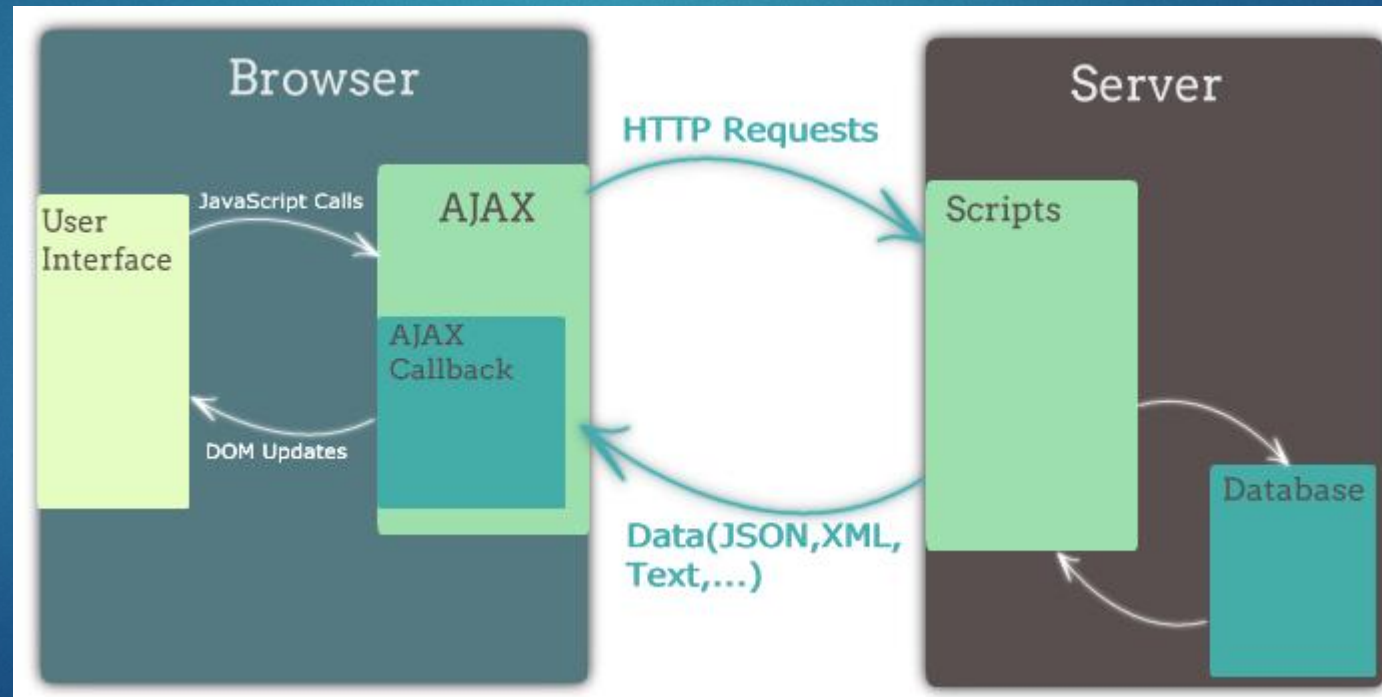 Browser
Server
HTTP Requests
JavaScript Calls
AJAX
Scripts
User
Interface
AJAX
Callback
DOM Updates
Database
Data(JSON,XML,
Text,...)